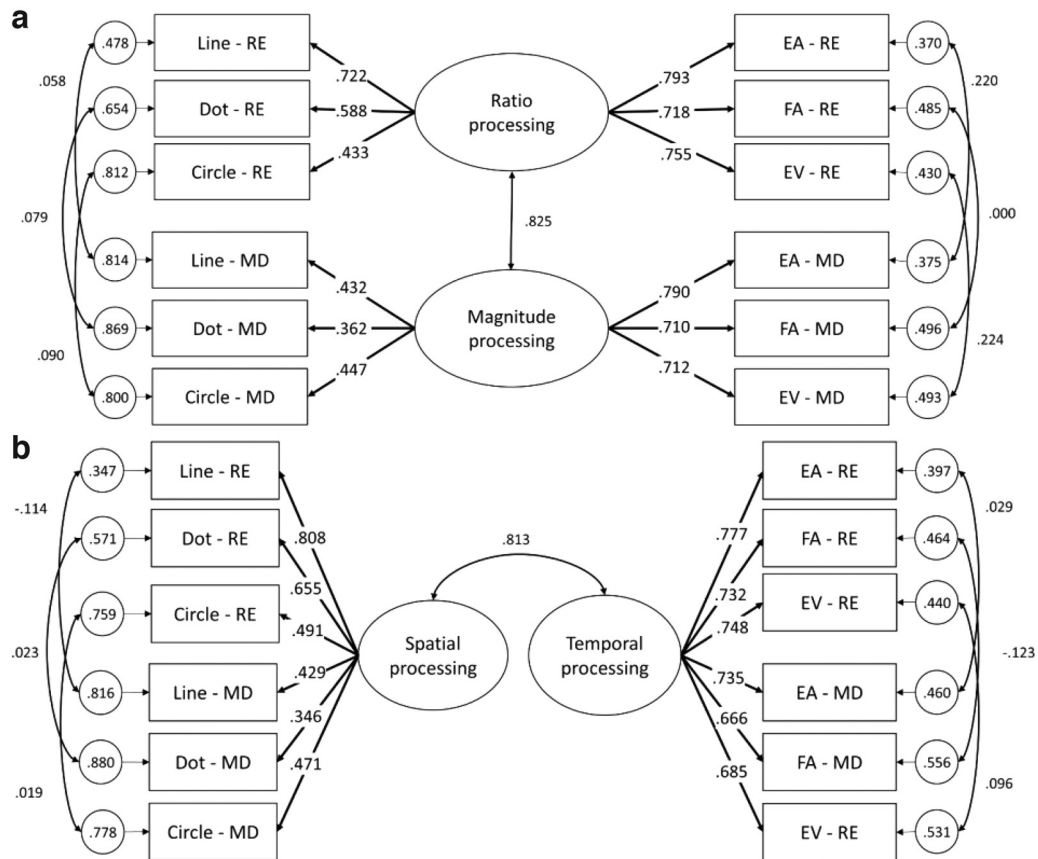 a
.478
Line - RE
EA - RE
.370
.058
.722
.793
.220
.654
Dot - RE
.588
Ratio
processing
.718
FA - RE
.485
.433
.755
.812
Circle - RE
EV - RE
.430
.079
.825
.000
.814
Line - MD
EA - MD
.375
.432
.790
.869
Dot - MD
.362
Magnitude
processing
.710
FA - MD
.496
.090
.447
.712
.224
.800
Circle - MD
EV - MD
.493
b
.347
Line - RE
EA - RE
.397
-.114
.029
.571
Dot - RE
.808
.813
.777
FA - RE
.464
.655
.732
.759
Circle - RE
.491
.748
EV - RE
.440
.023
Spatial
processing
Temporal
processing
-.123
.429
.735
.816
Line - MD
EA - MD
.460
.346
.666
.880
Dot - MD
.471
.685
FA - MD
.556
.019
.096
.778
Circle - MD
EV - RE
.531